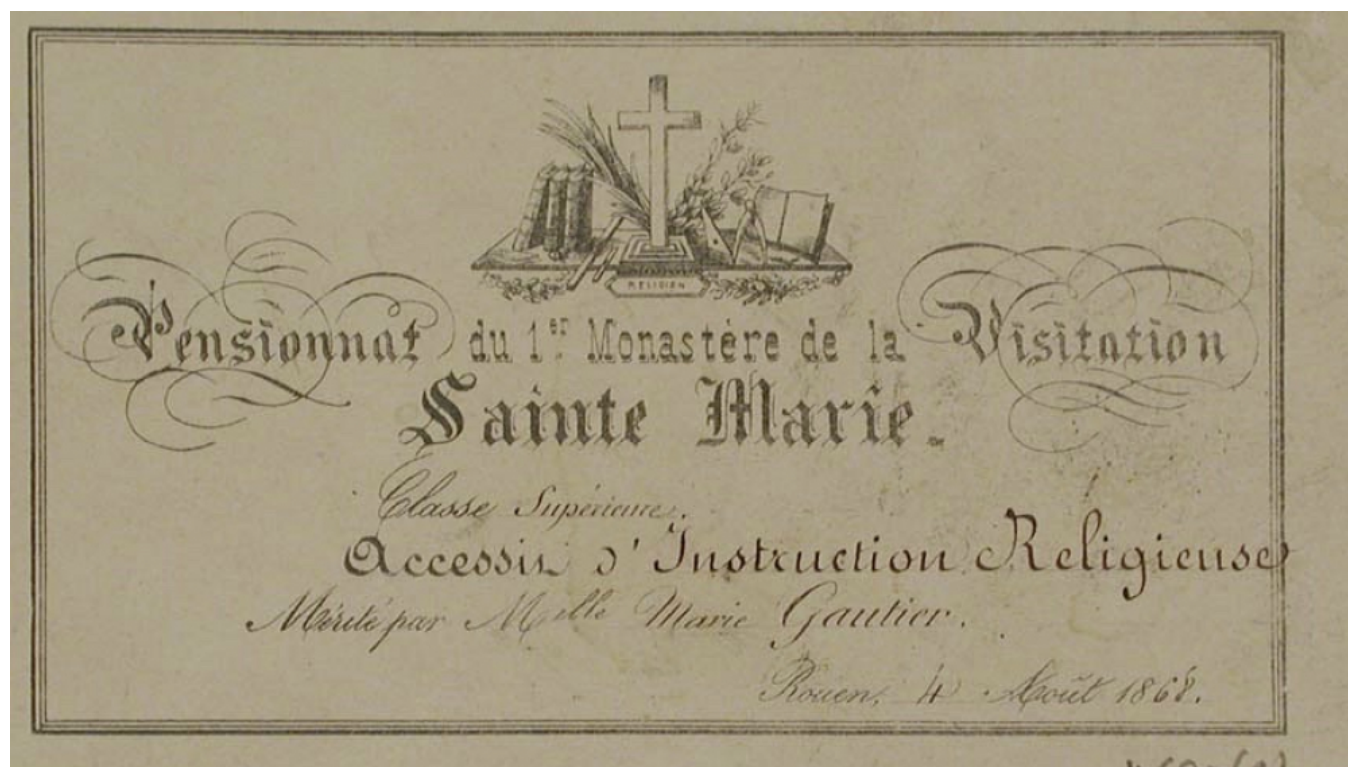 RELIGION
Pensionnat du 1er Monastère de la Visitation
Sainte Marie.
Classe Supérieure.
Accessit d'Instruction Religieuse
Mérité par Melle Marie Gautier.
Rouen, 4 Août 1868.